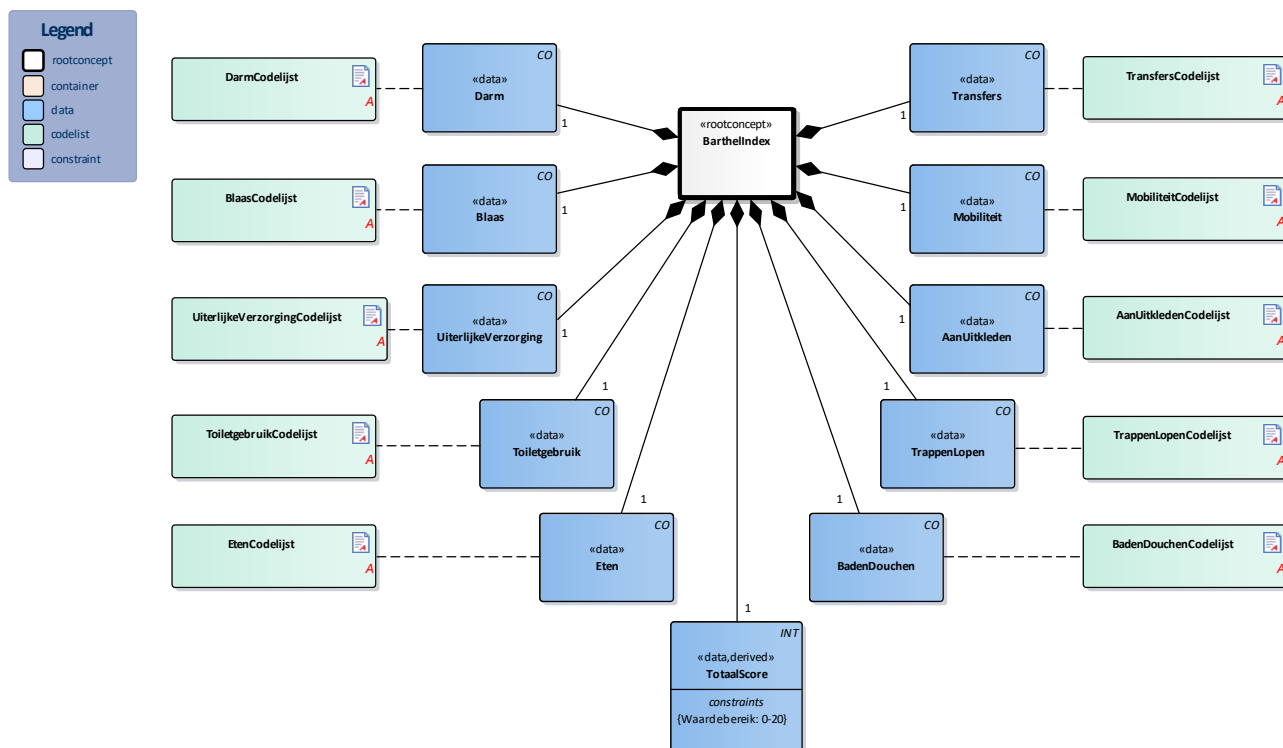 Legend
rootconcept
container
data
codelist
constraint
DarmCodelijst
A
CO
«data»
Darm
1
«rootconcept»
BarthelIndex
CO
«data»
Transfers
1
TransfersCodelijst
A
BlaasCodelijst
A
CO
«data»
Blaas
1
CO
«data»
Mobiliteit
1
MobiliteitCodelijst
A
UiterlijkeVerzorgingCodelijst
A
CO
«data»
UiterlijkeVerzorging
1
CO
«data»
AanUitkleden
1
AanUitkledenCodelijst
A
ToiletgebruikCodelijst
A
1
CO
«data»
Toiletgebruik
1
CO
«data»
TrappenLopen
TrappenLopenCodelijst
A
EtenCodelijst
A
1
CO
«data»
Eten
1
CO
«data»
BadenDouchen
BadenDouchenCodelijst
A
1
INT
«data,derived»
TotaalScore
constraints
{Waardebereik: 0-20}